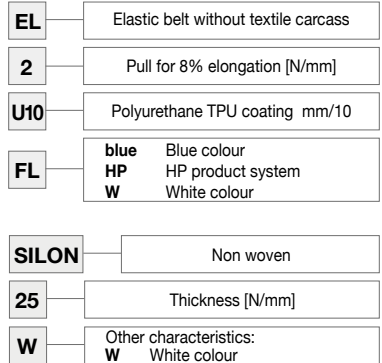 EL Elastic belt without textile carcass
2 Pull for 8% elongation [N/mm]
U10 Polyurethane TPU coating mm/10
FL
blue Blue colour
HP HP product system
W White colour
SILON Non woven
25 Thickness [N/mm]
W
Other characteristics:
W White colour